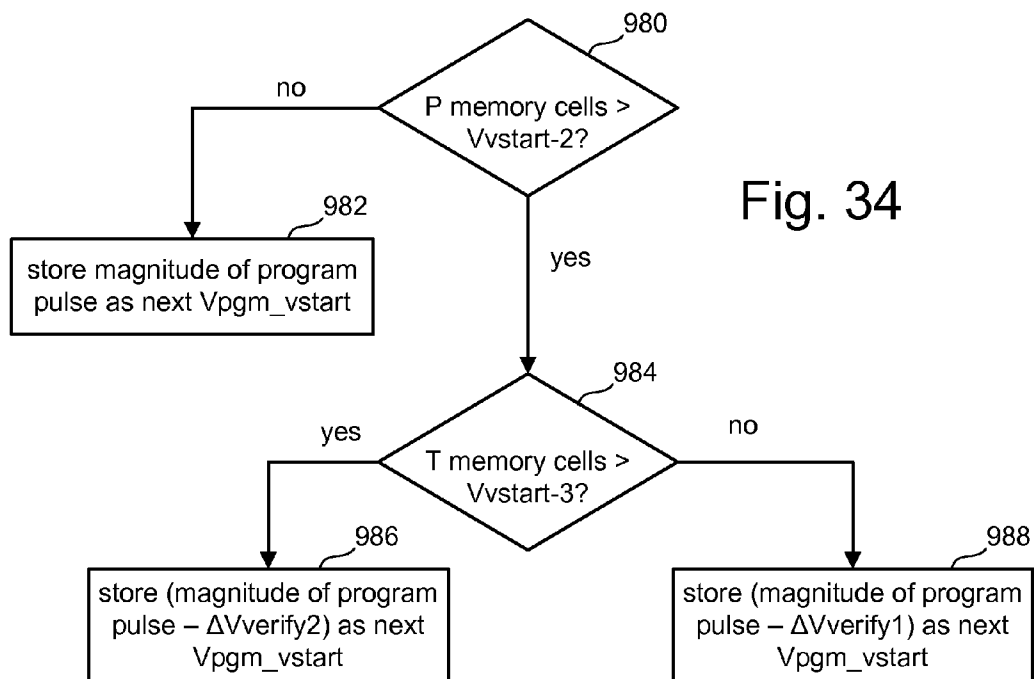 980
no
P memory cells >
Vvstart-2?
Fig. 34
982
store magnitude of program
pulse as next Vpgm_vstart
yes
984
yes
no
T memory cells >
Vvstart-3?
986
988
store (magnitude of program
pulse – ΔVverify2) as next
Vpgm_vstart
store (magnitude of program
pulse – ΔVverify1) as next
Vpgm_vstart